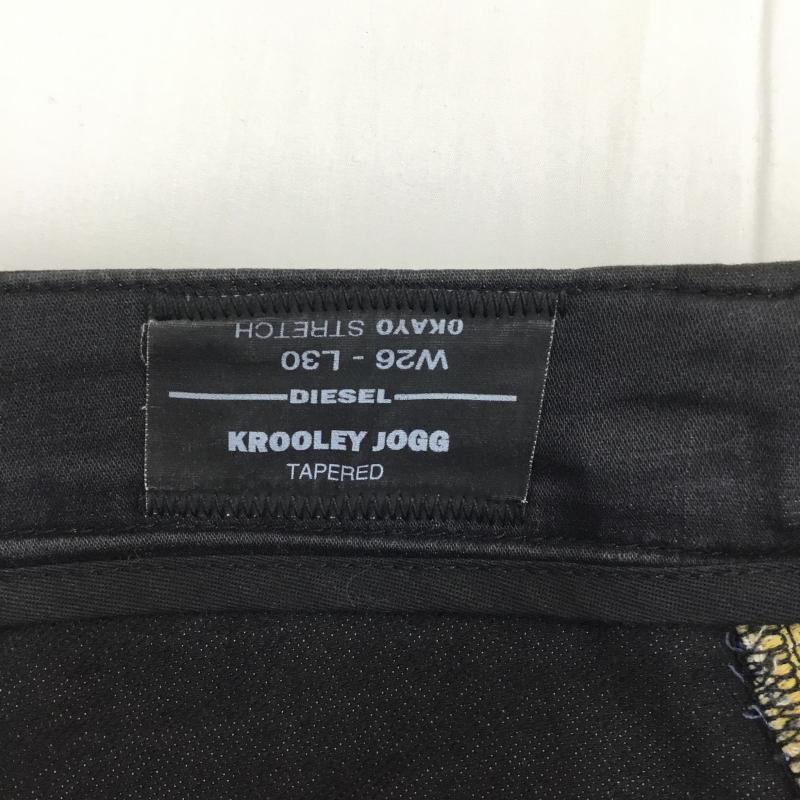 OKAYO STRETCH
W26 - L30
DIESEL
KROOLEY JOGG
TAPERED